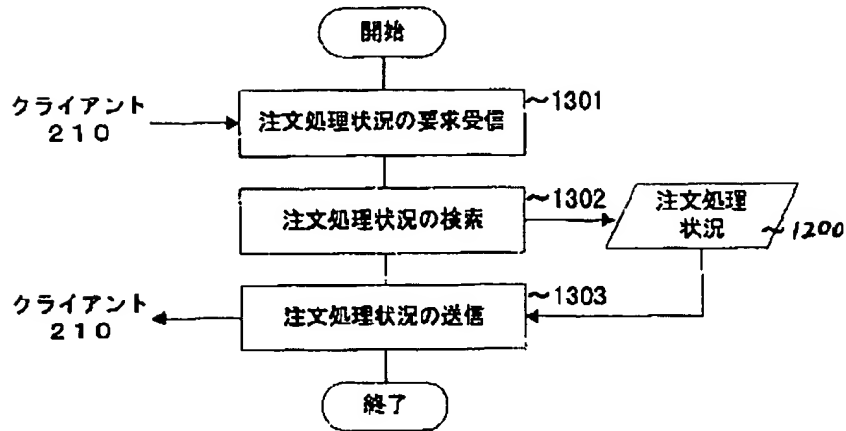 開始
クライアント
210
注文処理状況の要求受信
~1301
注文処理状況の検索
~1302
注文処理
状況
~1200
クライアント
210
注文処理状況の送信
~1303
終了